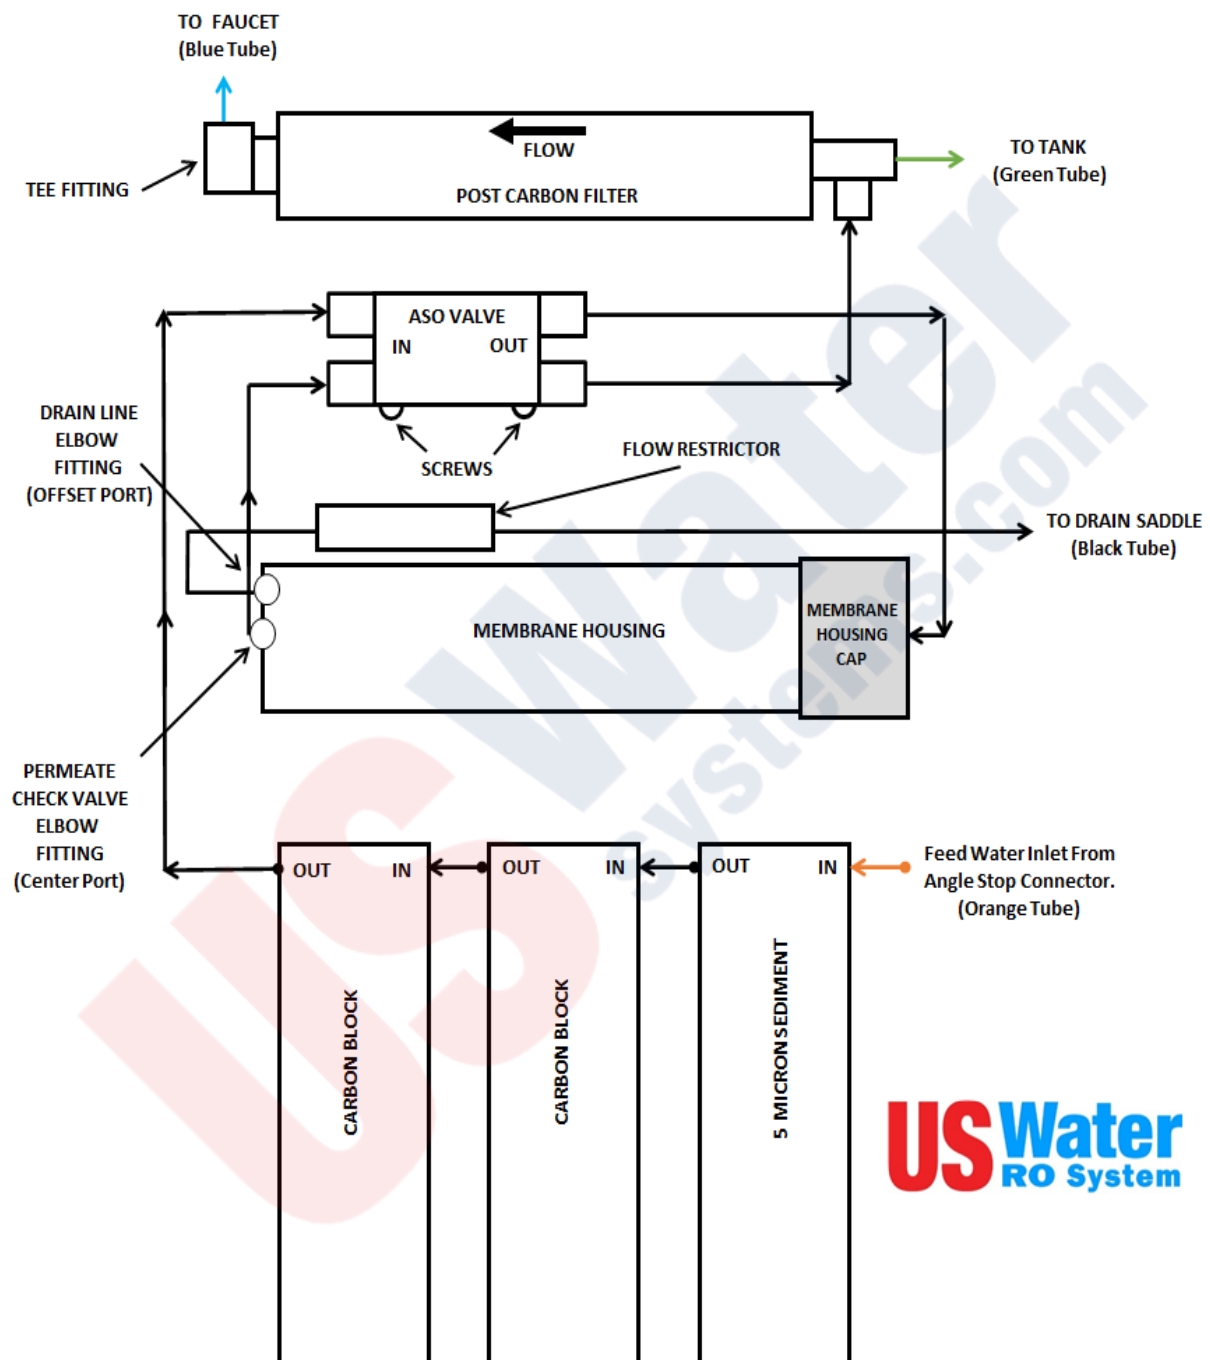 TO FAUCET
(Blue Tube)
FLOW
POST CARBON FILTER
TEE FITTING
TO TANK
(Green Tube)
ASO VALVE
IN
OUT
SCREWS
DRAIN LINE
ELBOW
FITTING
(OFFSET PORT)
FLOW RESTRICTOR
TO DRAIN SADDLE
(Black Tube)
MEMBRANE HOUSING
MEMBRANE
HOUSING
CAP
PERMEATE
CHECK VALVE
ELBOW
FITTING
(Center Port)
OUT
IN
OUT
IN
OUT
IN
Feed Water Inlet From
Angle Stop Connector.
(Orange Tube)
CARBON BLOCK
CARBON BLOCK
5 MICRON SEDIMENT
US Water
RO System
USWater
systems.com